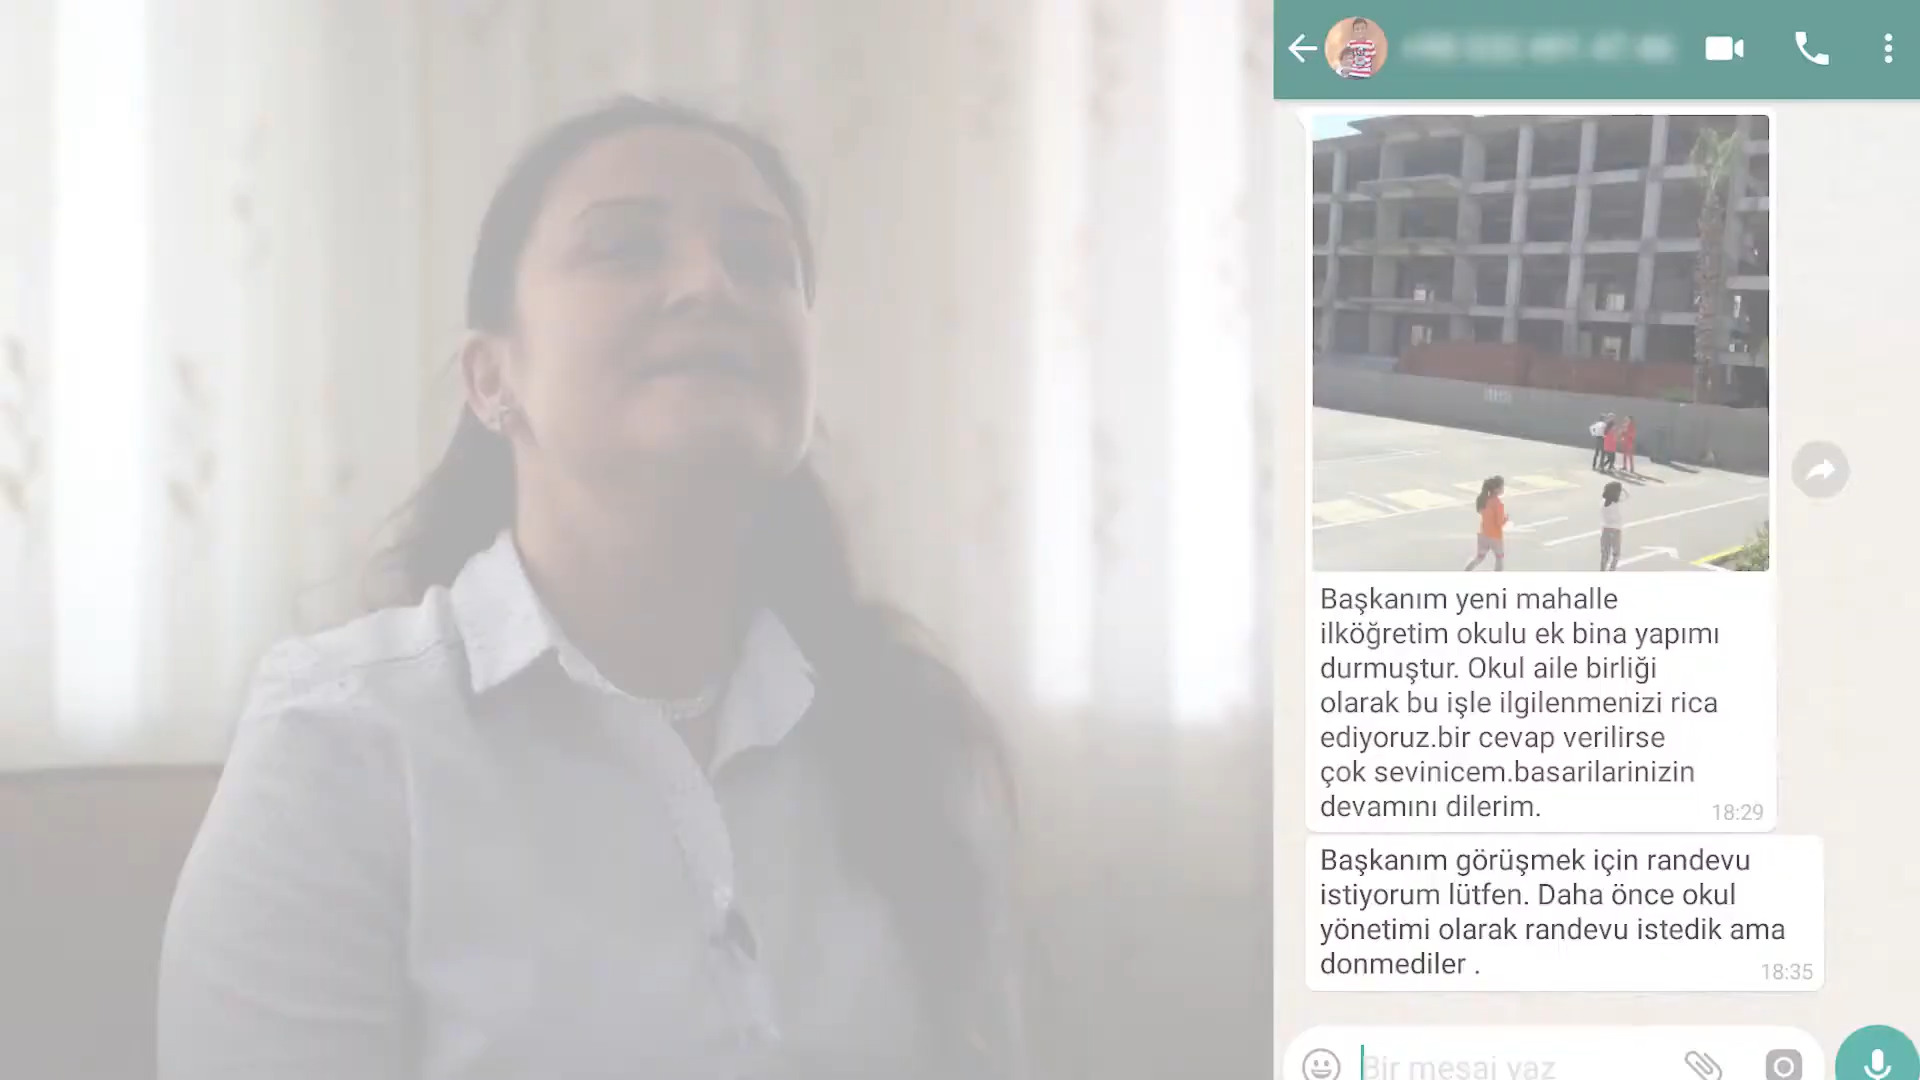 Başkanım yeni mahalle
ilköğretim okulu ek bina yapımı
durmuştur. Okul aile birliği
olarak bu işle ilgilenmenizi rica
ediyoruz.bir cevap verilirse
çok sevinicem.basarilarinizin
devamını dilerim.
18:29
Başkanım görüşmek için randevu
istiyorum lütfen. Daha önce okul
yönetimi olarak randevu istedik ama
donmediler .
18:35
Bir mesaj yaz